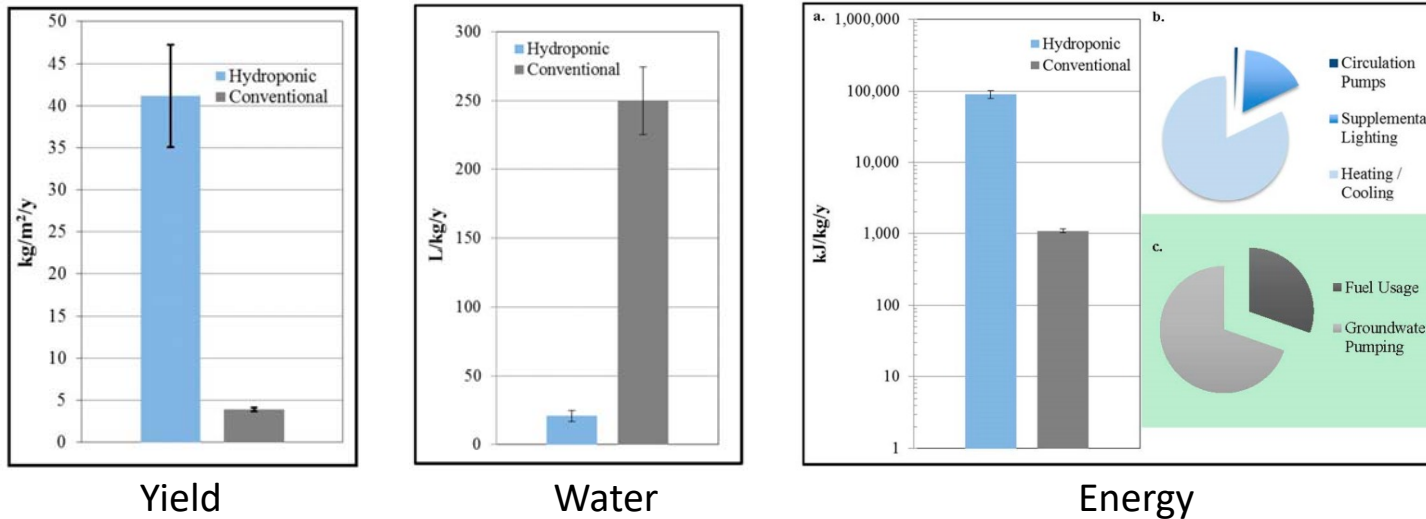 50
45
40
35
30
25
20
15
10
5
0
kg/m²/y
Hydroponic
Conventional
Yield
300
250
200
150
100
50
0
L/kg/y
Hydroponic
Conventional
Water
a.
1,000,000
100,000
10,000
1,000
100
10
1
kJ/kg/y
Hydroponic
Conventional
b.
Circulation
Pumps
Supplementa
Lighting
Heating /
Cooling
c.
Fuel Usage
Groundwate
Pumping
Energy